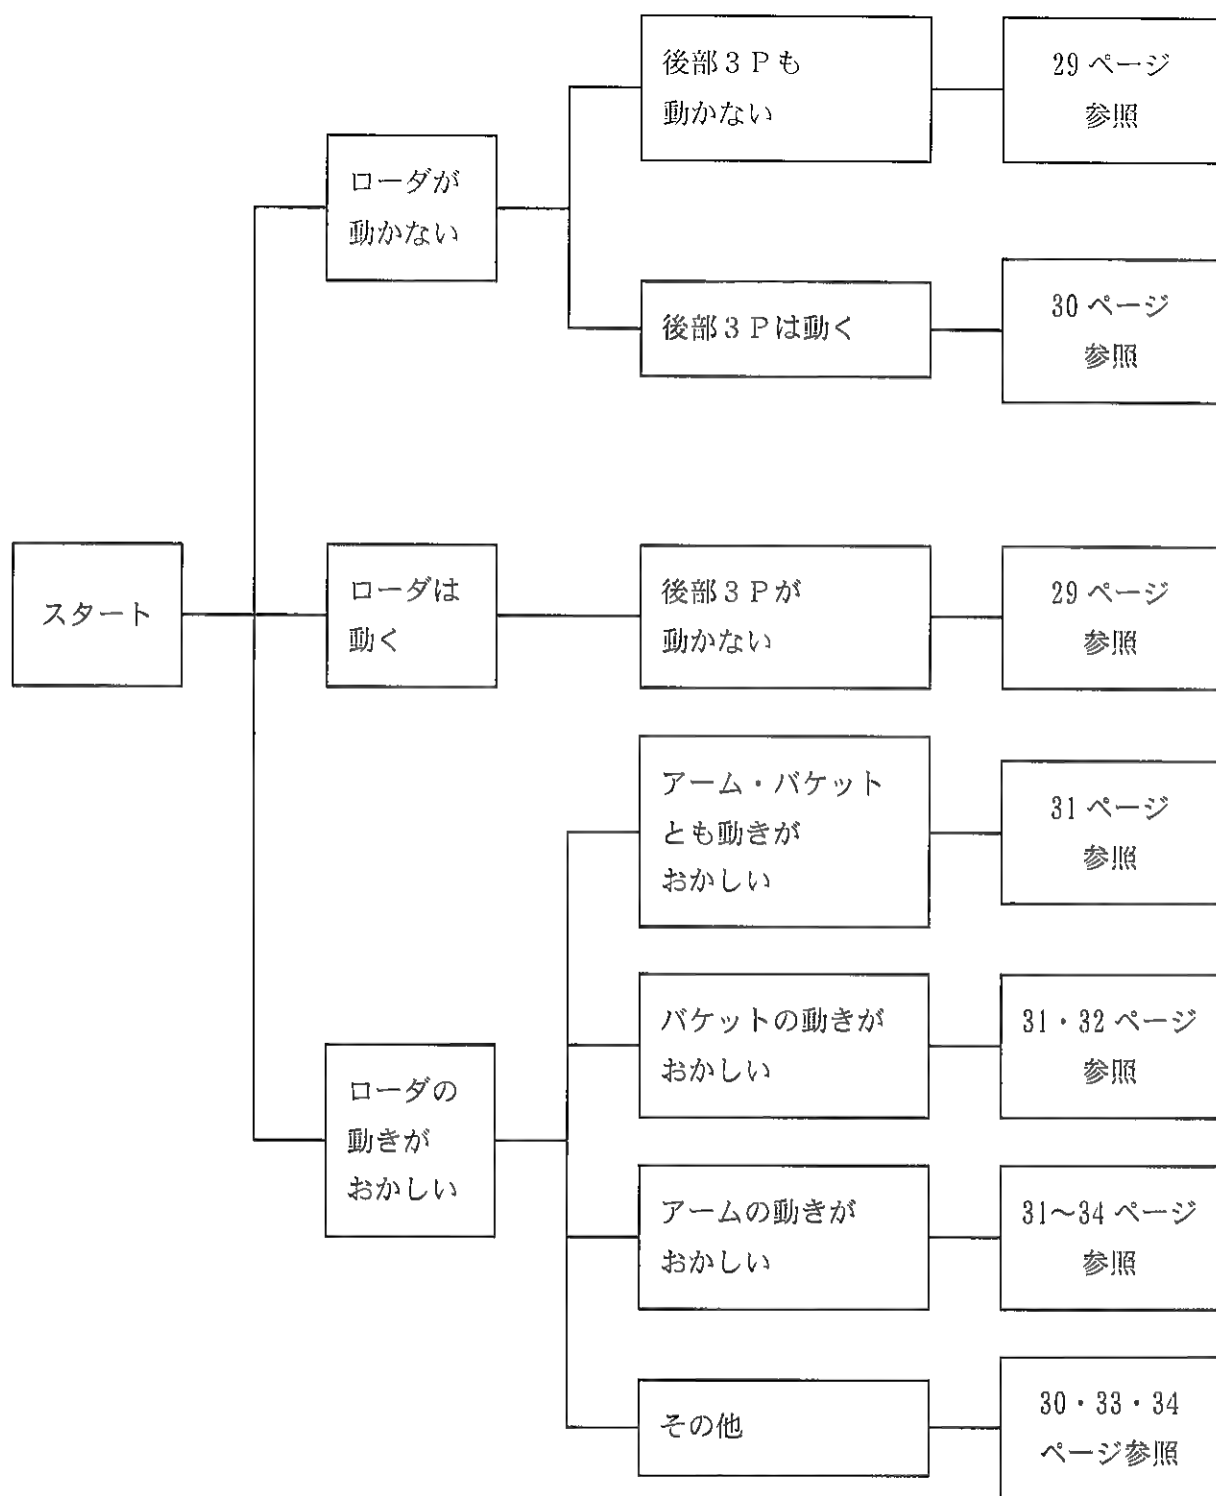 スタート
ローダが
動かない
後部３Ｐも
動かない
29 ページ
参照
後部３Ｐは動く
30 ページ
参照
ローダは
動く
後部３Ｐが
動かない
29 ページ
参照
ローダの
動きが
おかしい
アーム・バケット
とも動きが
おかしい
31 ページ
参照
バケットの動きが
おかしい
31・32 ページ
参照
アームの動きが
おかしい
31～34 ページ
参照
その他
30・33・34
ページ参照